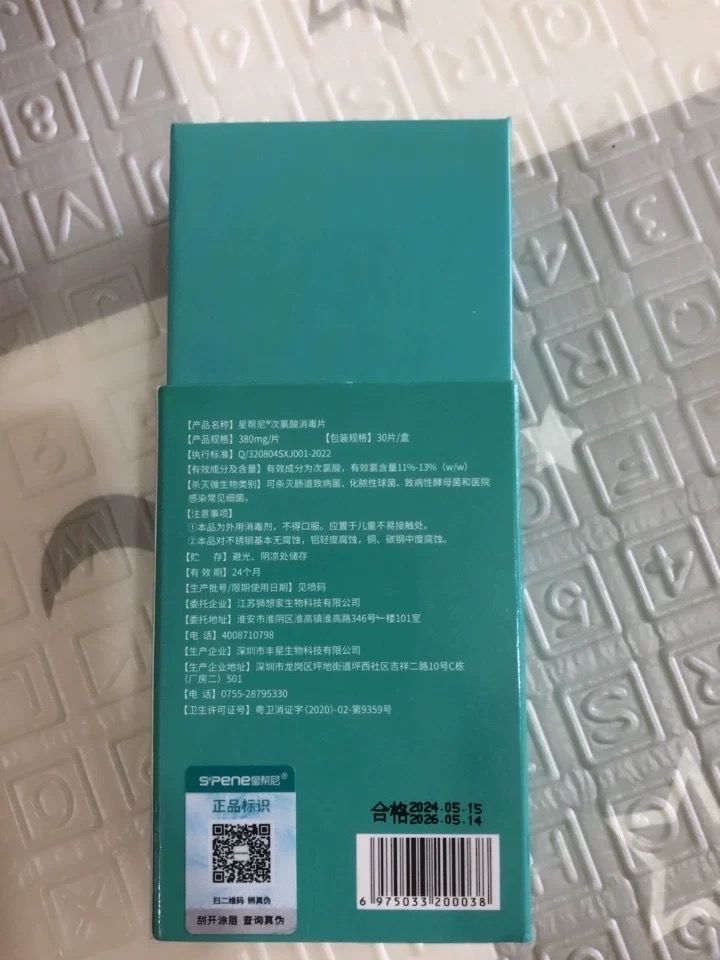 【产品名称】星帮尼®次氯酸消毒片
【产品规格】380mg/片 【包装规格】30片/盒
【执行标准】Q/320804SXJ001-2022
【有效成分及含量】有效成分为次氯酸，有效氯含量11%-13%（w/w）
【杀灭微生物类别】可杀灭肠道致病菌、化脓性球菌、致病性酵母菌和医院
感染常见细菌。
【注意事项】
①本品为外用消毒剂，不得口服。应置于儿童不易接触处。
②本品对不锈钢基本无腐蚀，铝轻度腐蚀，铜、碳钢中度腐蚀。
【贮 存】避光、阴凉处储存
【有 效 期】24个月
【生产批号/限期使用日期】见喷码
【委托企业】江苏狮想家生物科技有限公司
【委托地址】淮安市淮阴区淮高镇淮高路346号一楼101室
【电 话】4008710798
【生产企业】深圳市丰星生物科技有限公司
【生产企业地址】深圳市龙岗区坪地街道坪西社区吉祥二路10号C栋
（厂房二）501
【电 话】0755-28795330
【卫生许可证号】粤卫消证字（2020）-02-第9359号
S'Pene星帮尼®
正品标识
扫二维码 辨真伪
刮开涂层 查询真伪
合格2024.05.15
2026.05.14
6 975033 200038